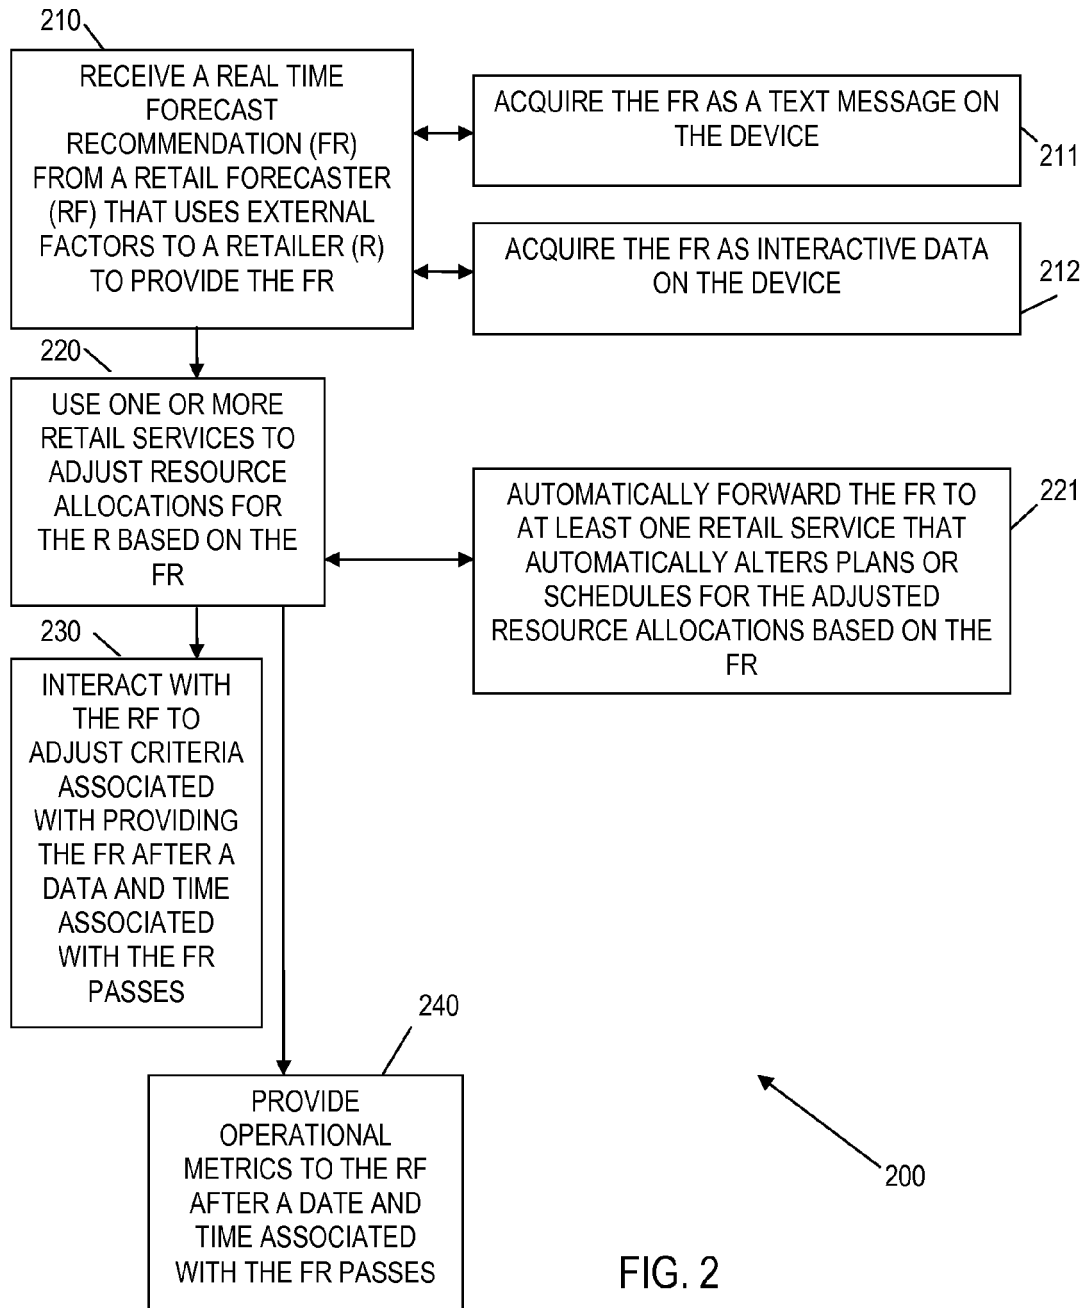 210
RECEIVE A REAL TIME
FORECAST
RECOMMENDATION (FR)
FROM A RETAIL FORECASTER
(RF) THAT USES EXTERNAL
FACTORS TO A RETAILER (R)
TO PROVIDE THE FR
ACQUIRE THE FR AS A TEXT MESSAGE ON
THE DEVICE
211
ACQUIRE THE FR AS INTERACTIVE DATA
ON THE DEVICE
212
220
USE ONE OR MORE
RETAIL SERVICES TO
ADJUST RESOURCE
ALLOCATIONS FOR
THE R BASED ON THE
FR
AUTOMATICALLY FORWARD THE FR TO
AT LEAST ONE RETAIL SERVICE THAT
AUTOMATICALLY ALTERS PLANS OR
SCHEDULES FOR THE ADJUSTED
RESOURCE ALLOCATIONS BASED ON THE
FR
221
230
INTERACT WITH
THE RF TO
ADJUST CRITERIA
ASSOCIATED
WITH PROVIDING
THE FR AFTER A
DATA AND TIME
ASSOCIATED
WITH THE FR
PASSES
240
PROVIDE
OPERATIONAL
METRICS TO THE RF
AFTER A DATE AND
TIME ASSOCIATED
WITH THE FR PASSES
200
FIG. 2